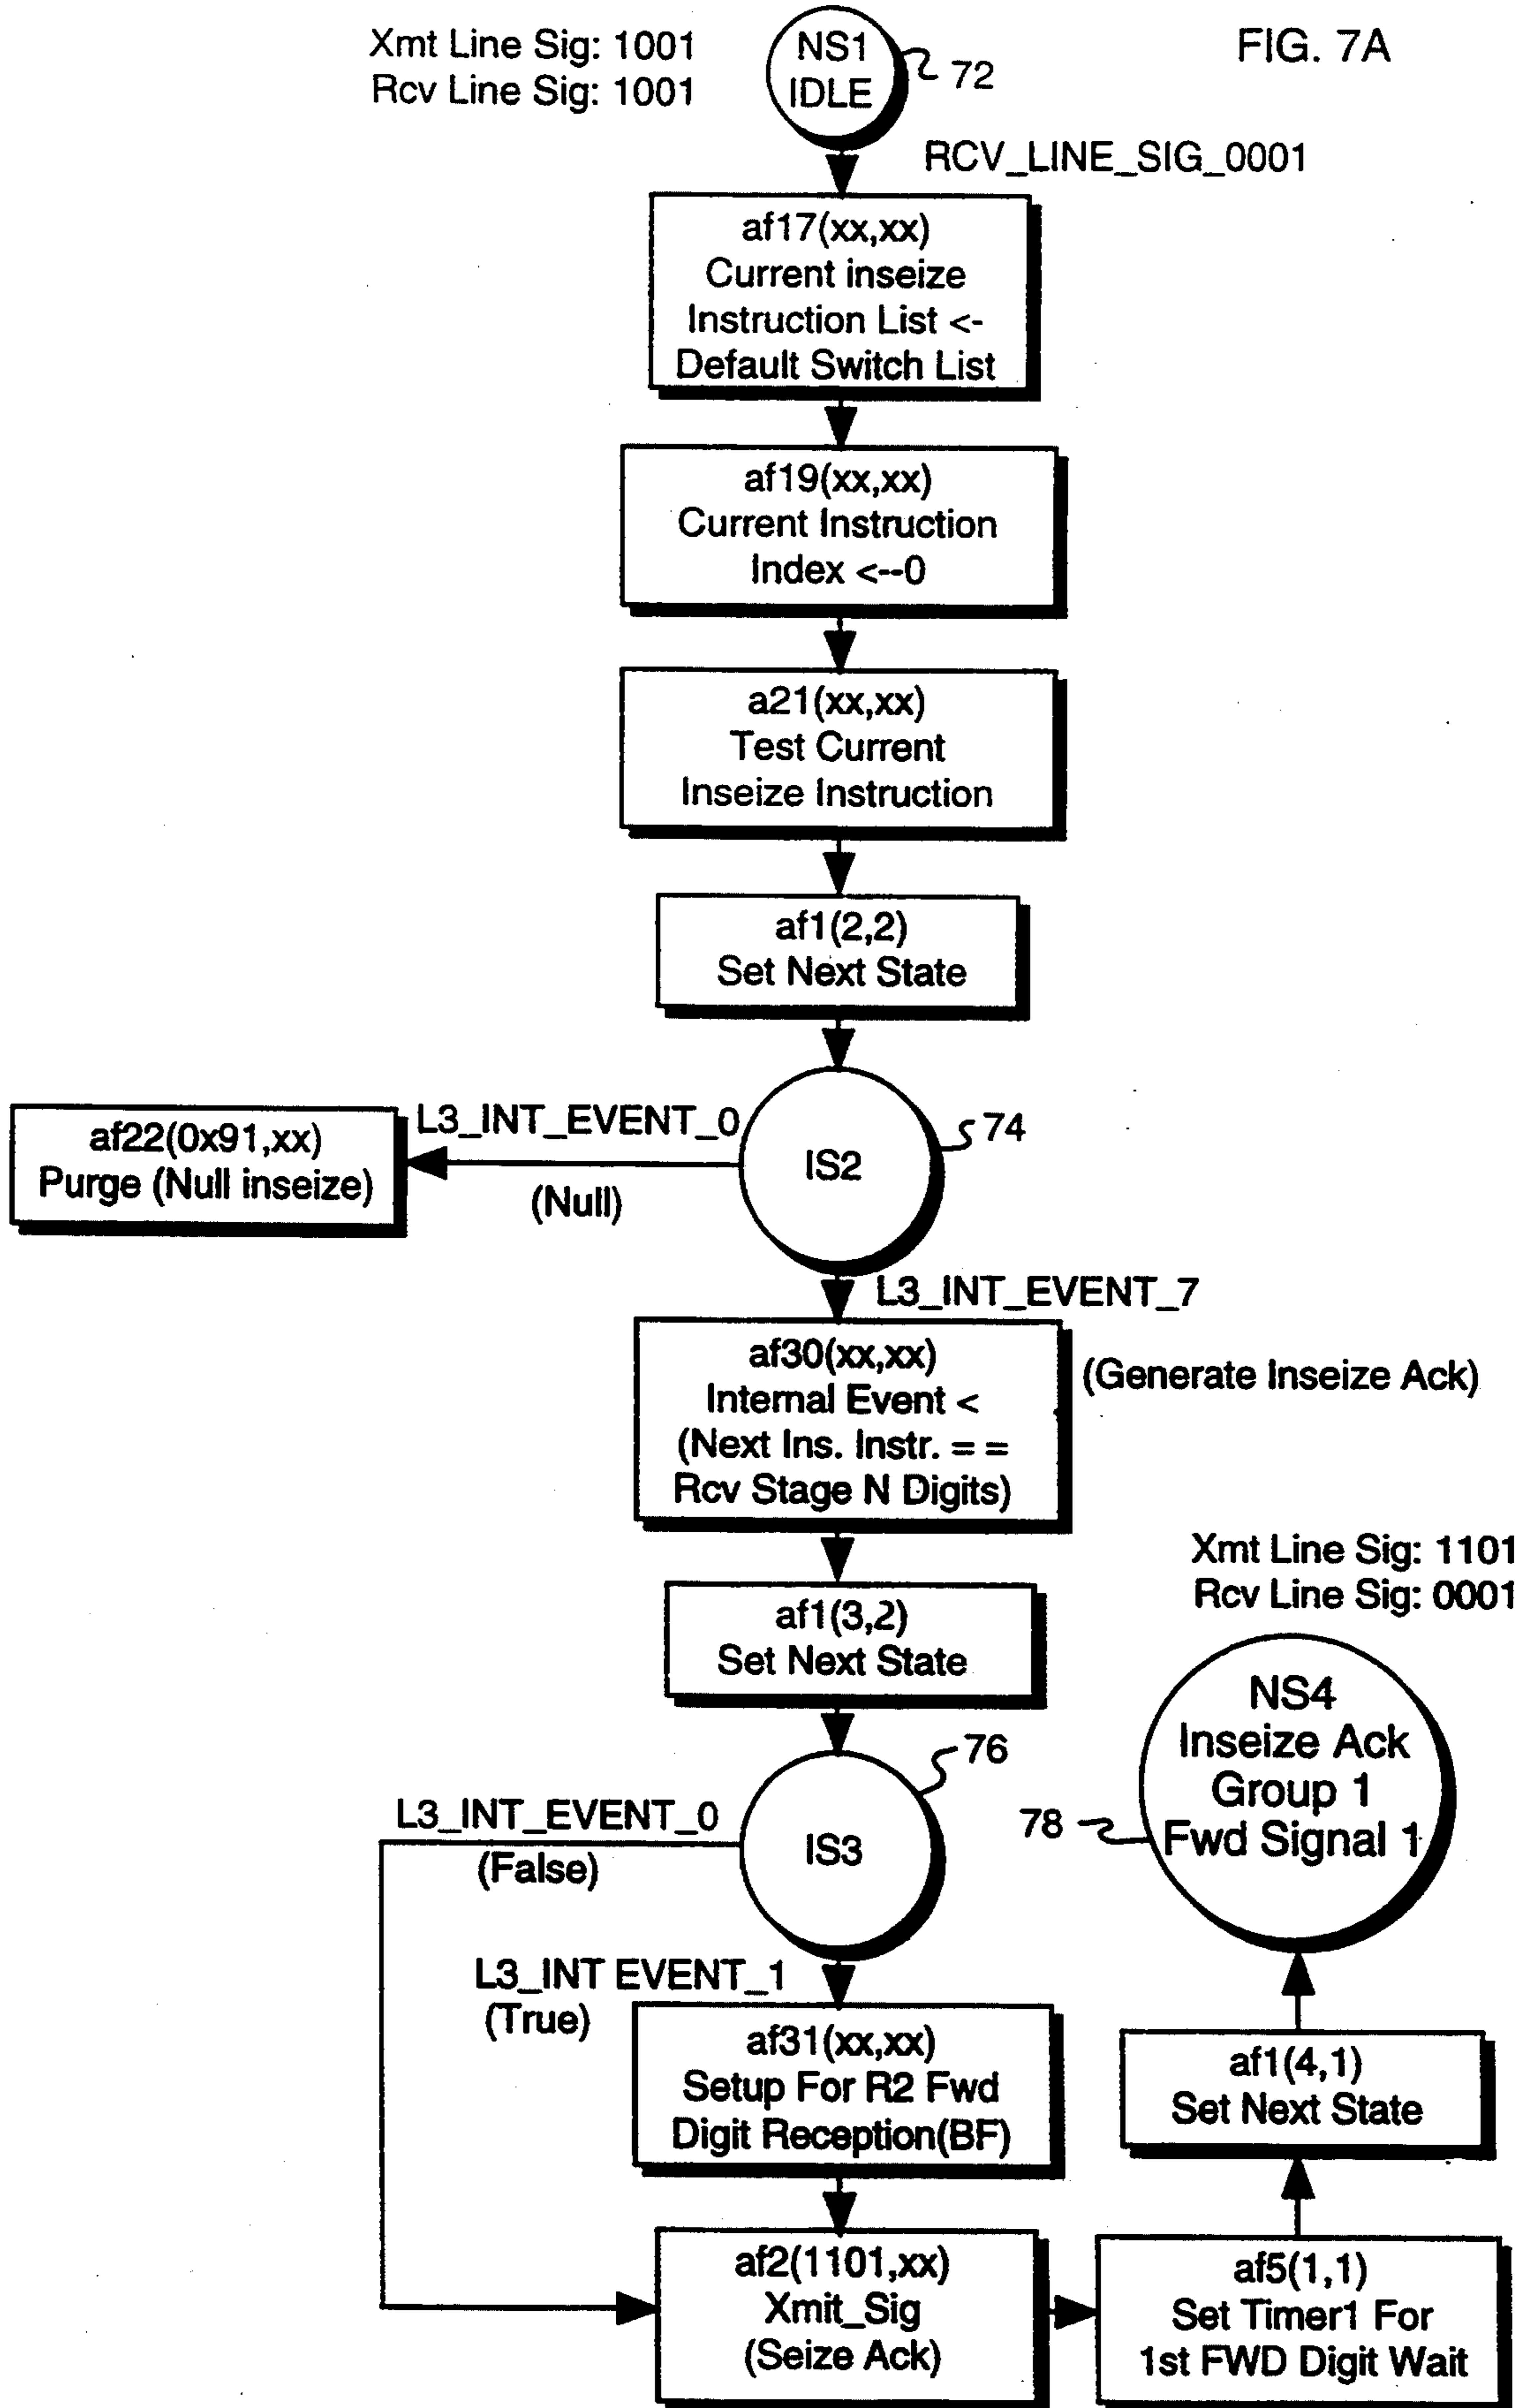 Xmt Line Sig: 1001
Rcv Line Sig: 1001
NS1
IDLE
72
FIG. 7A
RCV_LINE_SIG_0001
af17(xx,xx)
Current inseize
Instruction List <-
Default Switch List
af19(xx,xx)
Current Instruction
Index <--0
a21(xx,xx)
Test Current
Inseize Instruction
af1(2,2)
Set Next State
af22(0x91,xx)
Purge (Null inseize)
L3_INT_EVENT_0
(Null)
IS2
74
L3_INT_EVENT_7
af30(xx,xx)
Internal Event <
(Next Ins. Instr. = =
Rcv Stage N Digits)
(Generate Inseize Ack)
af1(3,2)
Set Next State
Xmt Line Sig: 1101
Rcv Line Sig: 0001
NS4
Inseize Ack
Group 1
Fwd Signal 1
78
76
IS3
L3_INT_EVENT_0
(False)
L3_INT EVENT_1
(True)
af31(xx,xx)
Setup For R2 Fwd
Digit Reception(BF)
af1(4,1)
Set Next State
af2(1101,xx)
Xmit_Sig
(Seize Ack)
af5(1,1)
Set Timer1 For
1st FWD Digit Wait